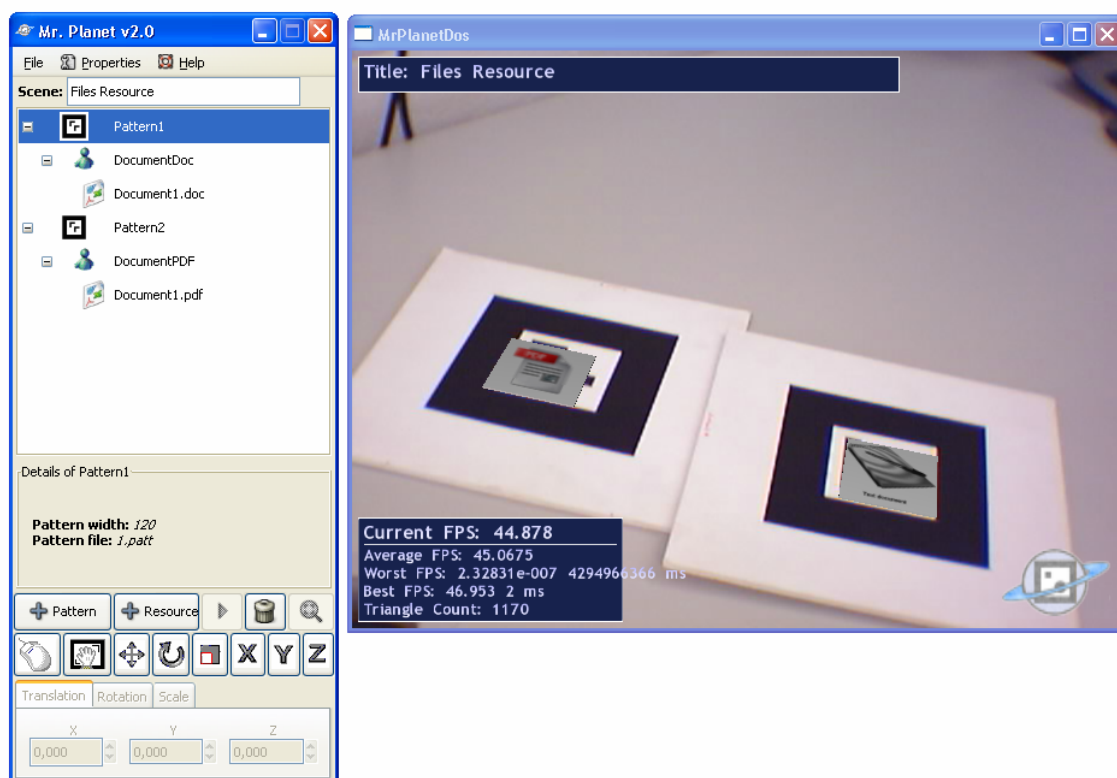 Mr. Planet v2.0
File Properties Help
Scene: Files Resource
Pattern1
DocumentDoc
Document1.doc
Pattern2
DocumentPDF
Document1.pdf
Details of Pattern1
Pattern width: 120
Pattern file: 1.patt
Pattern Resource
X Y Z
Translation Rotation Scale
X Y Z
0,000 0,000 0,000
MrPlanetDos
Title: Files Resource
PDF
Text document
Current FPS: 44.878
Average FPS: 45.0675
Worst FPS: 2.32831e-007 4294966366 ms
Best FPS: 46.953 2 ms
Triangle Count: 1170